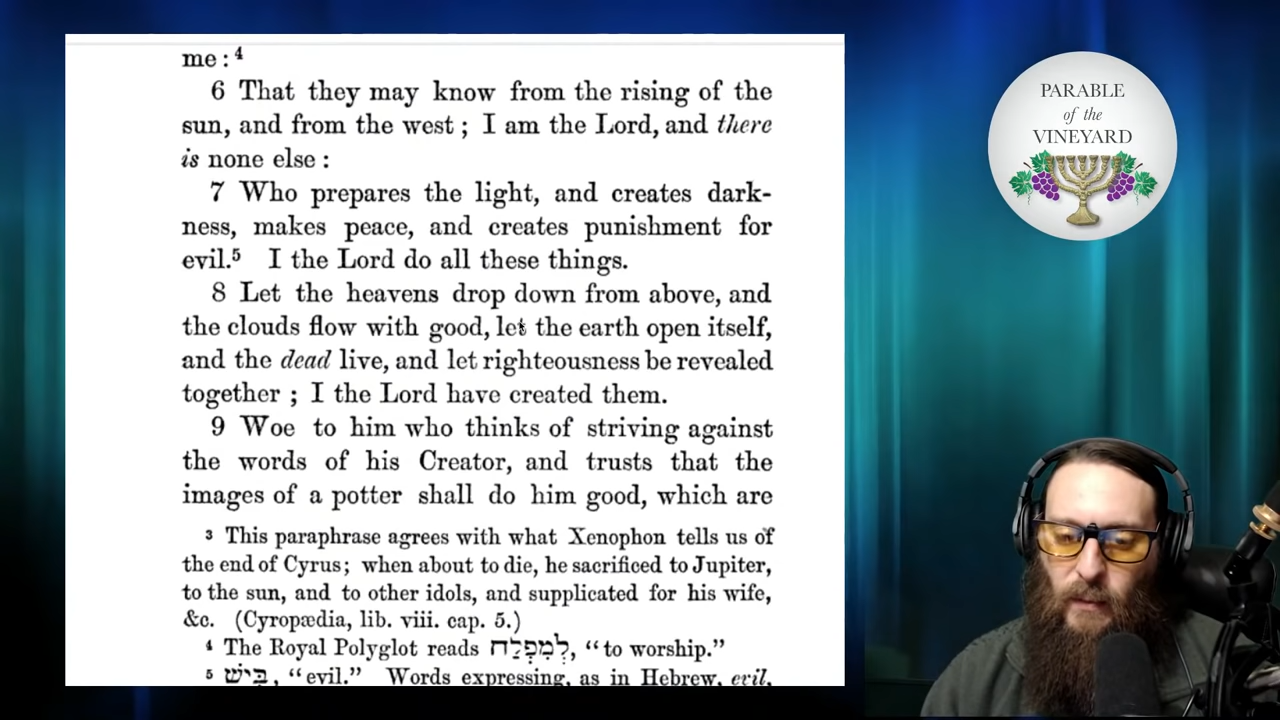 me : 4
6 That they may know from the rising of the
sun, and from the west ; I am the Lord, and there
is none else :
7 Who prepares the light, and creates dark-
ness, makes peace, and creates punishment for
evil.5 I the Lord do all these things.
8 Let the heavens drop down from above, and
the clouds flow with good, let the earth open itself,
and the dead live, and let righteousness be revealed
together ; I the Lord have created them.
9 Woe to him who thinks of striving against
the words of his Creator, and trusts that the
images of a potter shall do him good, which are
3 This paraphrase agrees with what Xenophon tells us of
the end of Cyrus; when about to die, he sacrificed to Jupiter,
to the sun, and to other idols, and supplicated for his wife,
&c. (Cyropædia, lib. viii. cap. 5.)
4 The Royal Polyglot reads לְמִפְלַח, “to worship.”
5 בִּישׁ, “evil.” Words expressing, as in Hebrew, evil,
PARABLE
of the
VINEYARD